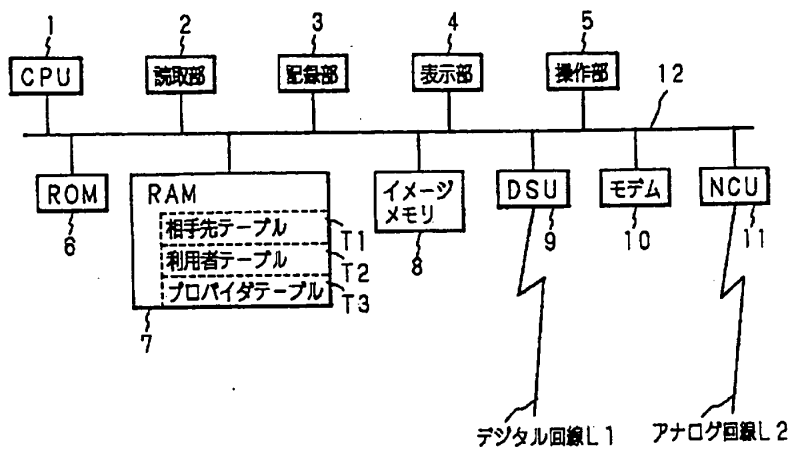 1
2
3
4
5
CPU
読取部
記録部
表示部
操作部
12
ROM
RAM
イメージ
メモリ
DSU
モデム
NCU
6
相手先テーブル
T1
利用者テーブル
T2
プロバイダテーブル
T3
7
8
9
10
11
デジタル回線L1
アナログ回線L2